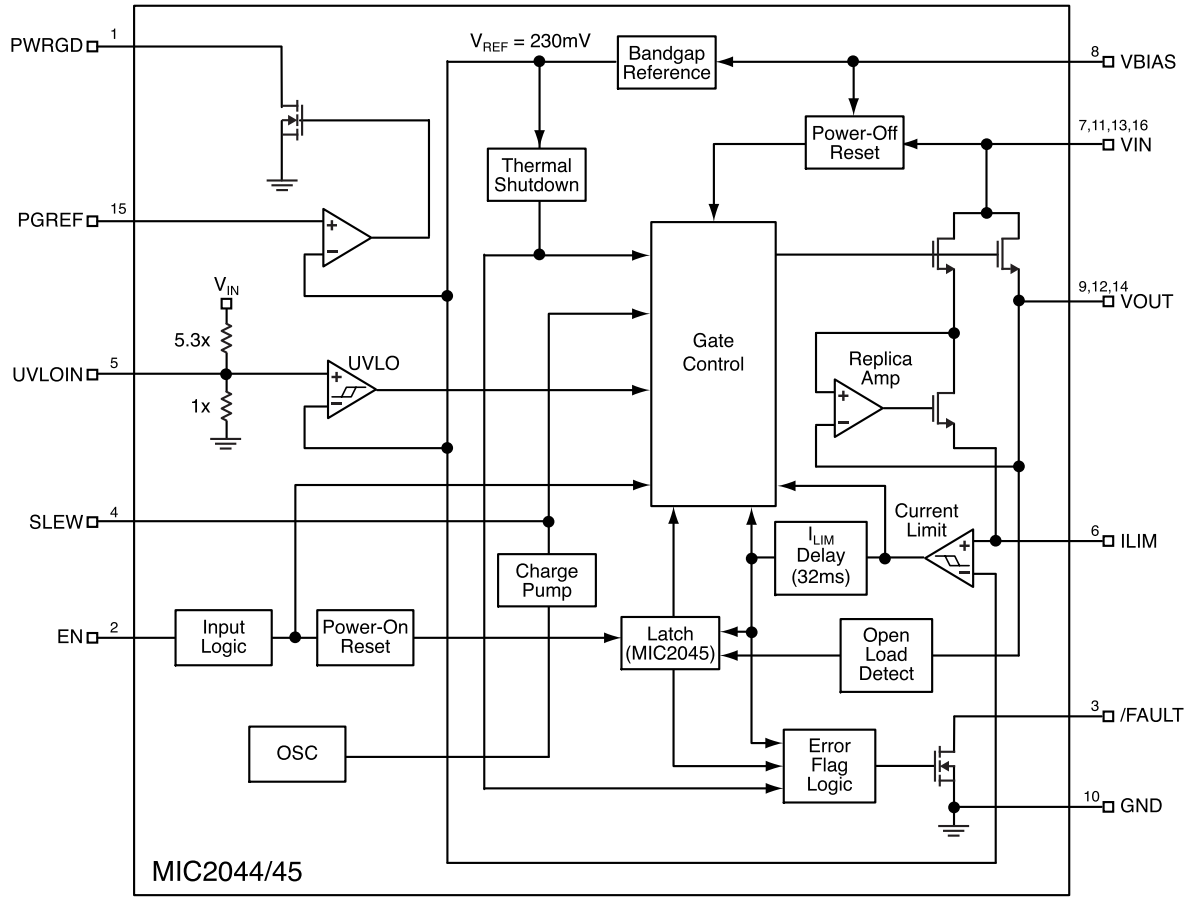 PWRGD
1
V_REF = 230mV
Bandgap
Reference
8
VBIAS
7,11,13,16
VIN
Power-Off
Reset
Thermal
Shutdown
PGREF
15
+
–
9,12,14
VOUT
V_IN
5.3x
UVLOIN
5
1x
UVLO
+
–
Gate
Control
Replica
Amp
+
–
SLEW
4
Current
Limit
+
–
6
ILIM
I_LIM
Delay
(32ms)
Charge
Pump
EN
2
Input
Logic
Power-On
Reset
Latch
(MIC2045)
Open
Load
Detect
3
/FAULT
OSC
Error
Flag
Logic
10
GND
MIC2044/45